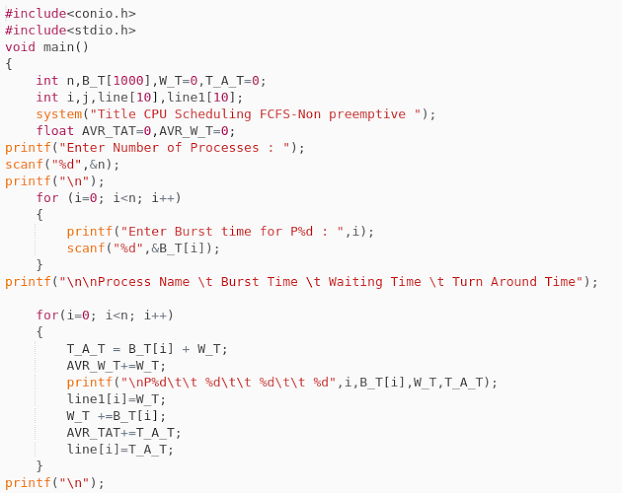 #include<conio.h>
#include<stdio.h>
void main()
{
    int n,B_T[1000],W_T=0,T_A_T=0;
    int i,j,line[10],line1[10];
    system("Title CPU Scheduling FCFS-Non preemptive ");
    float AVR_TAT=0,AVR_W_T=0;
printf("Enter Number of Processes : ");
scanf("%d",&n);
printf("\n");
    for (i=0; i<n; i++)
    {
        printf("Enter Burst time for P%d : ",i);
        scanf("%d",&B_T[i]);
    }
printf("\n\nProcess Name \t Burst Time \t Waiting Time \t Turn Around Time");

    for(i=0; i<n; i++)
    {
        T_A_T = B_T[i] + W_T;
        AVR_W_T+=W_T;
        printf("\nP%d\t\t %d\t\t %d\t\t %d",i,B_T[i],W_T,T_A_T);
        line1[i]=W_T;
        W_T +=B_T[i];
        AVR_TAT+=T_A_T;
        line[i]=T_A_T;
    }
printf("\n");